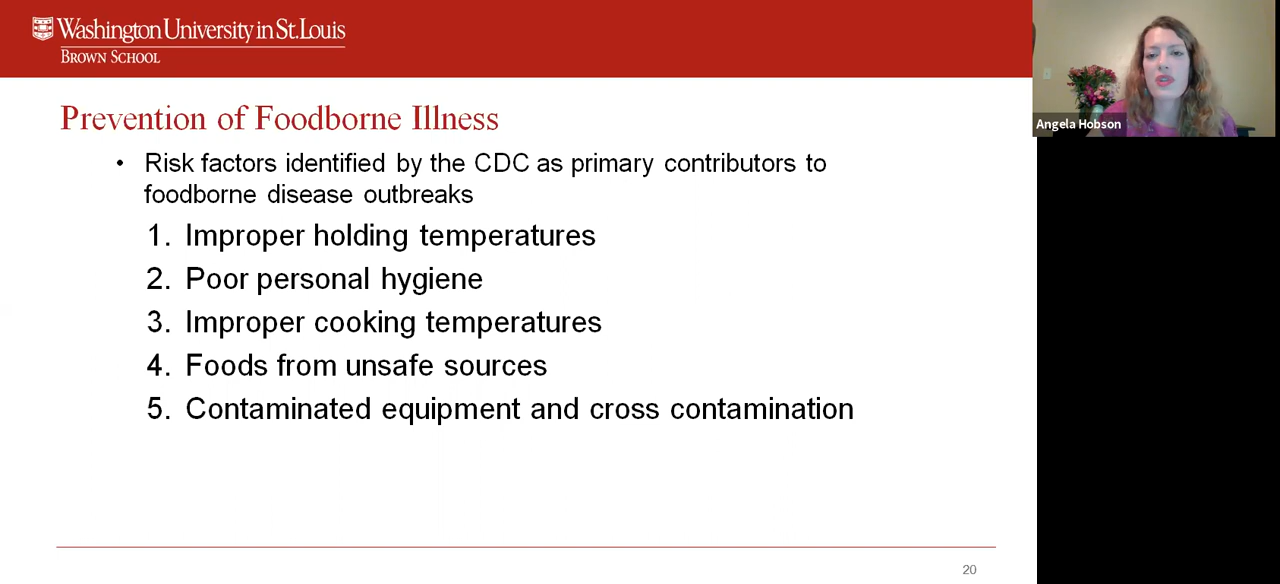 Washington University in St. Louis
BROWN SCHOOL
Angela Hobson
Prevention of Foodborne Illness
• Risk factors identified by the CDC as primary contributors to
foodborne disease outbreaks
1. Improper holding temperatures
2. Poor personal hygiene
3. Improper cooking temperatures
4. Foods from unsafe sources
5. Contaminated equipment and cross contamination
20